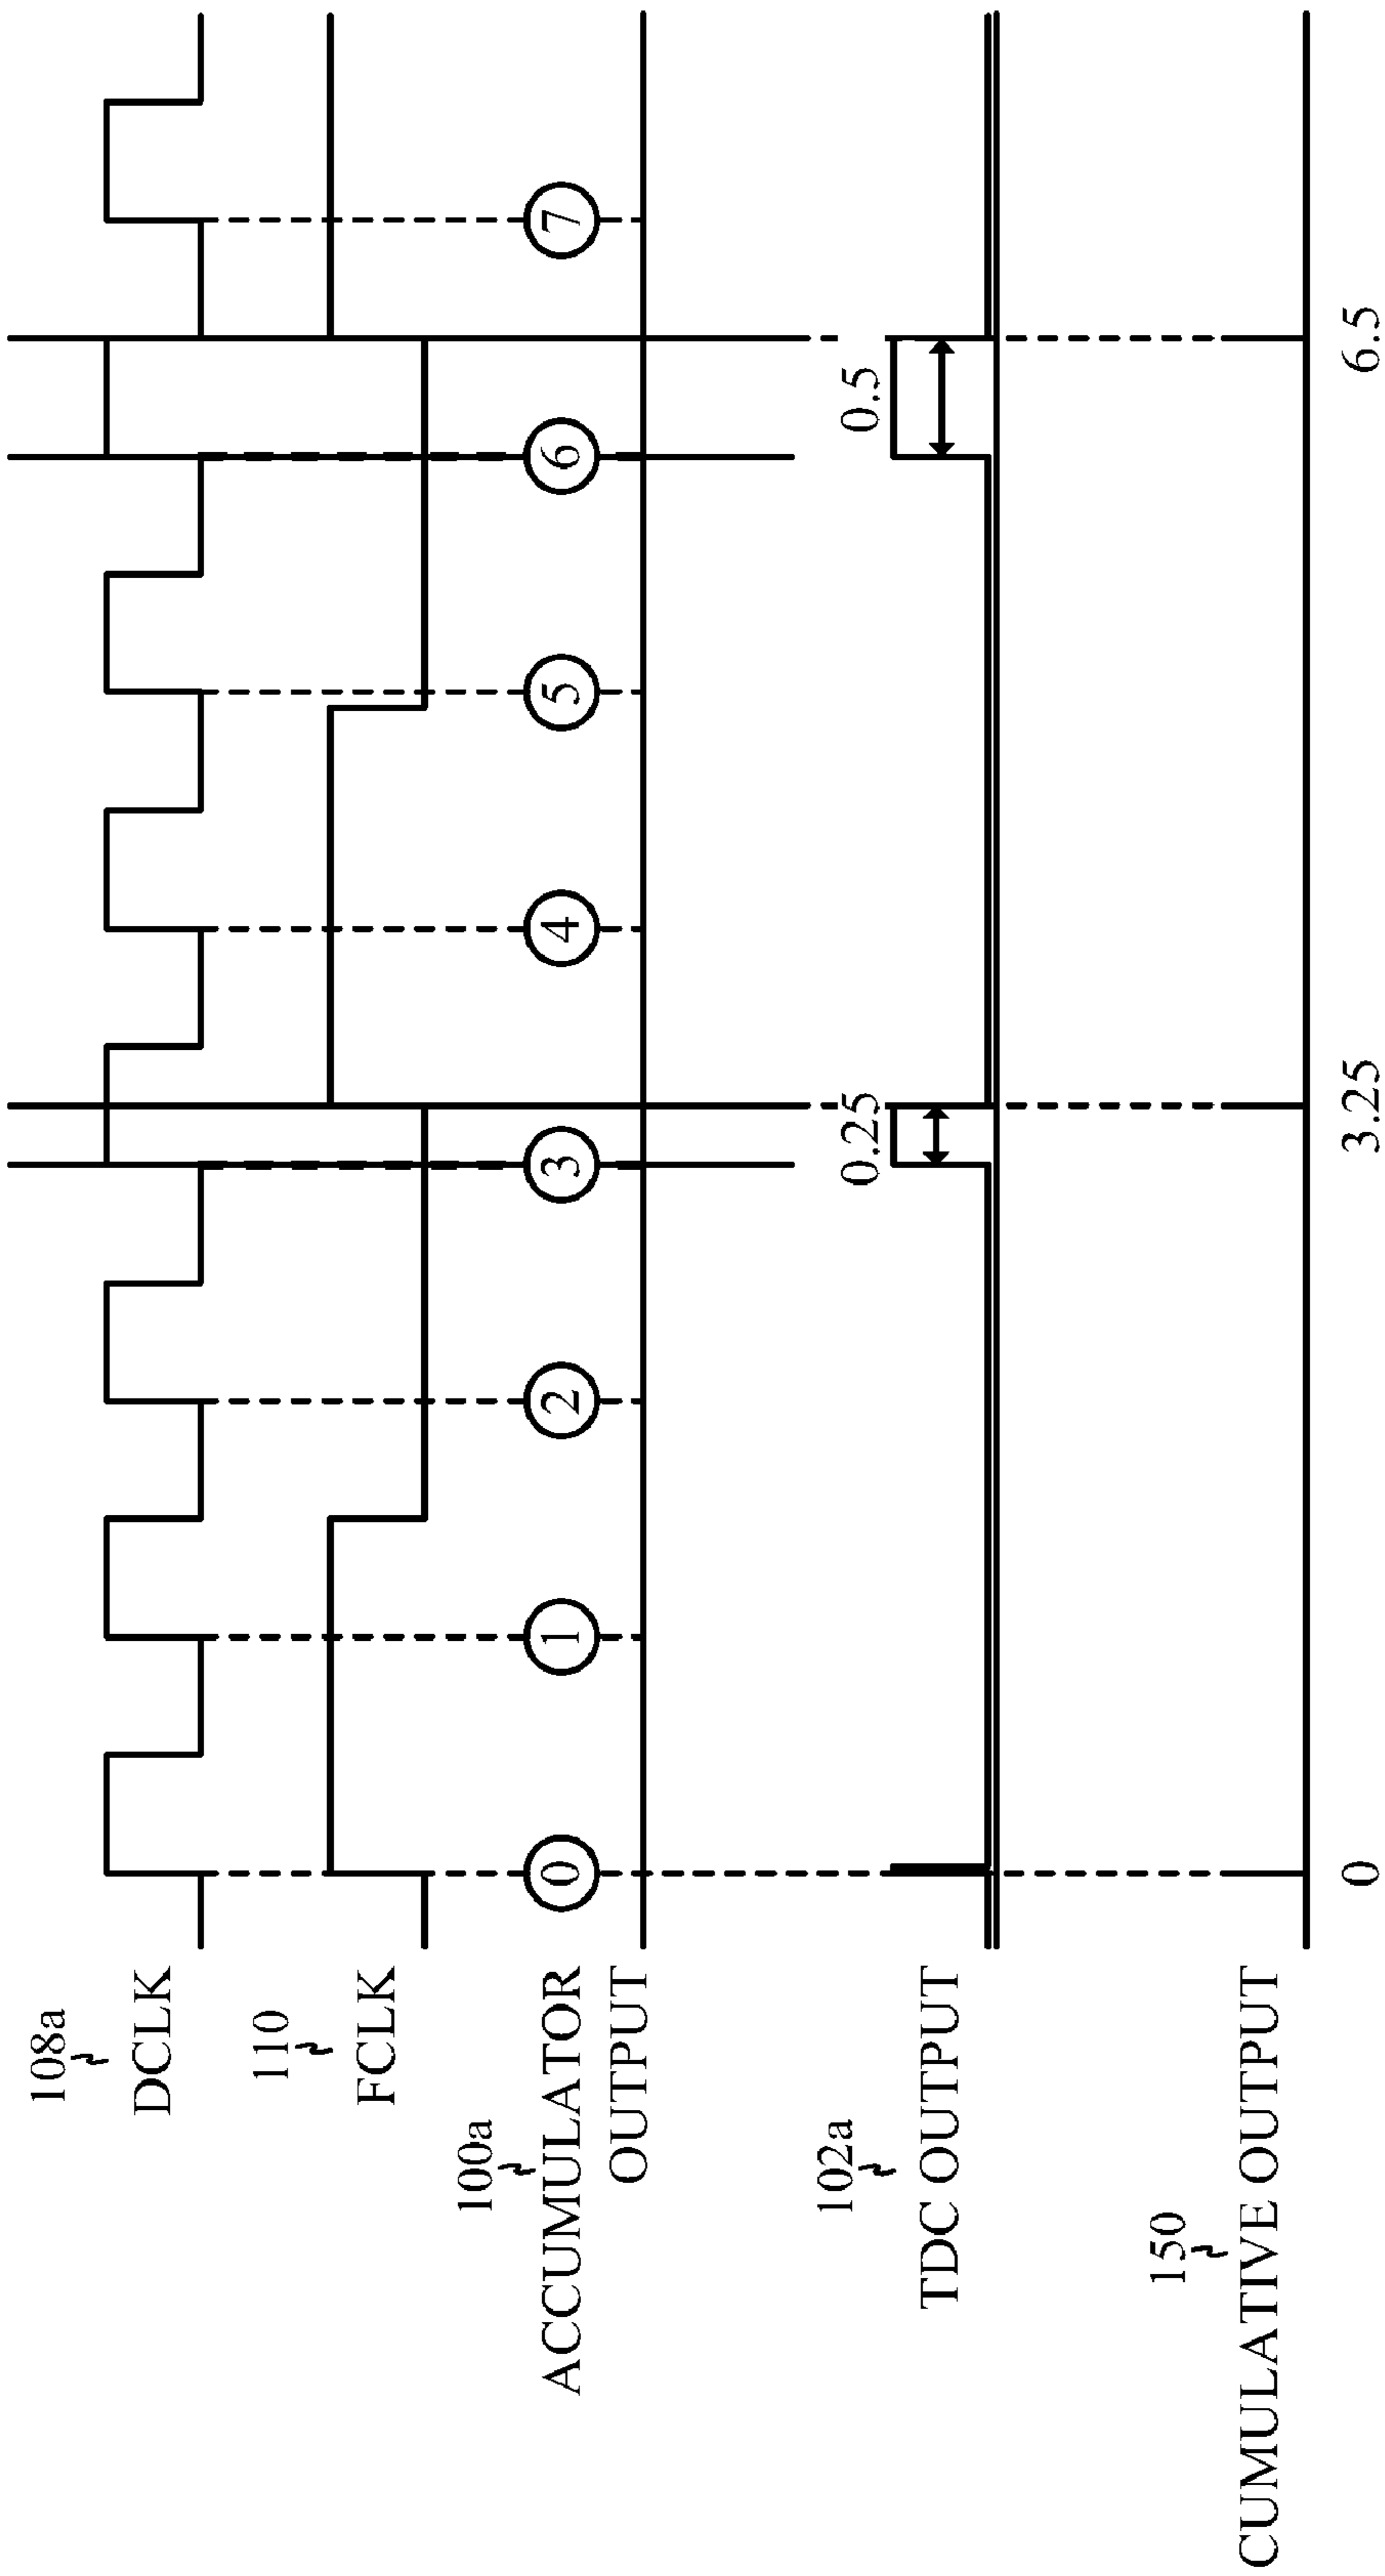 108a
DCLK
110
FCLK
100a
ACCUMULATOR
OUTPUT
0 1 2 3 4 5 6 7
102a
TDC OUTPUT
0.25 0.5
150
CUMULATIVE OUTPUT
0 3.25 6.5